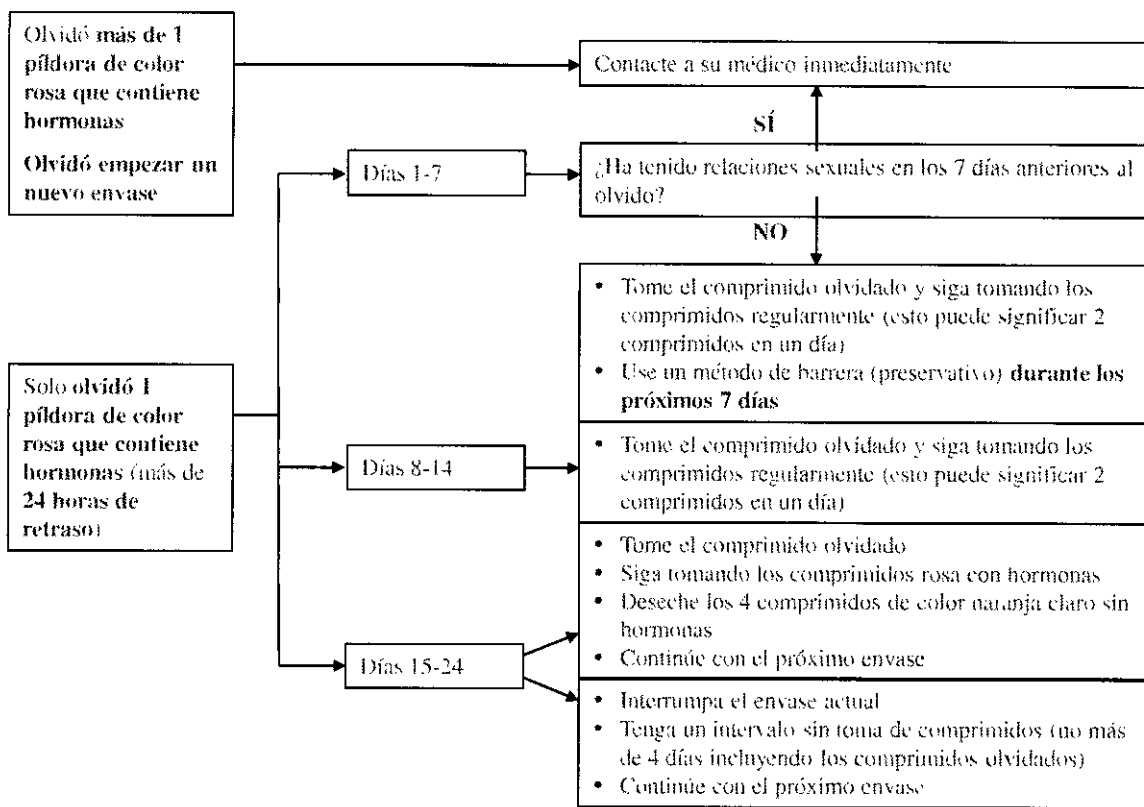 Olvidó más de 1
píldora de color
rosa que contiene
hormonas
Olvidó empezar un
nuevo envase
Contacte a su médico inmediatamente
SÍ
Días 1-7
¿Ha tenido relaciones sexuales en los 7 días anteriores al
olvido?
NO
• Tome el comprimido olvidado y siga tomando los
comprimidos regularmente (esto puede significar 2
comprimidos en un día)
• Use un método de barrera (preservativo) durante los
próximos 7 días
Solo olvidó 1
píldora de color
rosa que contiene
hormonas (más de
24 horas de
retraso)
Días 8-14
• Tome el comprimido olvidado y siga tomando los
comprimidos regularmente (esto puede significar 2
comprimidos en un día)
Días 15-24
• Tome el comprimido olvidado
• Siga tomando los comprimidos rosa con hormonas
• Deseche los 4 comprimidos de color naranja claro sin
hormonas
• Continúe con el próximo envase
• Interrumpa el envase actual
• Tenga un intervalo sin toma de comprimidos (no más
de 4 días incluyendo los comprimidos olvidados)
• Continúe con el próximo envase